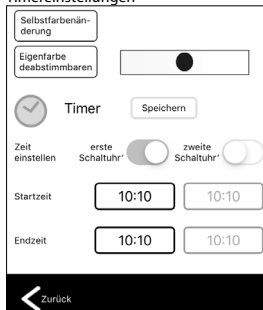 Timereinstellungen
Selbstfarbenän-
derung
Eigenfarbe
deabstimmbaren
Timer
Speichern
Zeit
einstellen
erste
Schaltuhr'
zweite
Schaltuhr'
Startzeit
10:10
10:10
Endzeit
10:10
10:10
Zurück